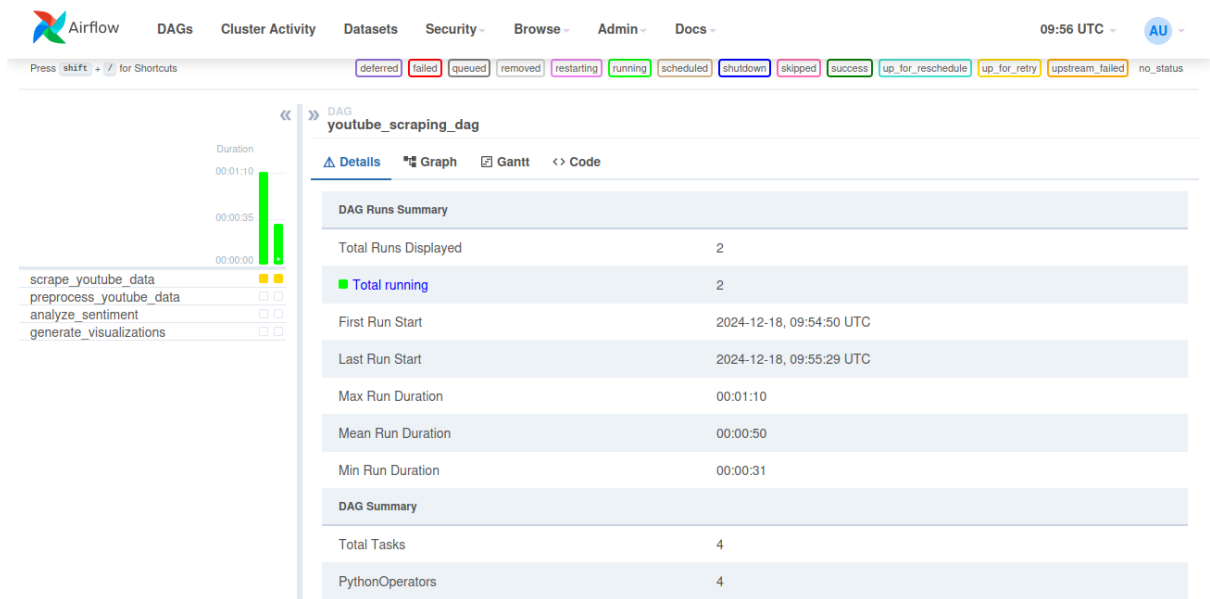 Airflow DAGs Cluster Activity Datasets Security Browse Admin Docs 09:56 UTC AU
Press shift + / for Shortcuts deferred failed queued removed restarting running scheduled shutdown skipped success up_for_reschedule up_for_retry upstream_failed no_status
« » DAG
youtube_scraping_dag
Duration
00:01:10
00:00:35
00:00:00
scrape_youtube_data
preprocess_youtube_data
analyze_sentiment
generate_visualizations
Details Graph Gantt <> Code
DAG Runs Summary
Total Runs Displayed 2
Total running 2
First Run Start 2024-12-18, 09:54:50 UTC
Last Run Start 2024-12-18, 09:55:29 UTC
Max Run Duration 00:01:10
Mean Run Duration 00:00:50
Min Run Duration 00:00:31
DAG Summary
Total Tasks 4
PythonOperators 4